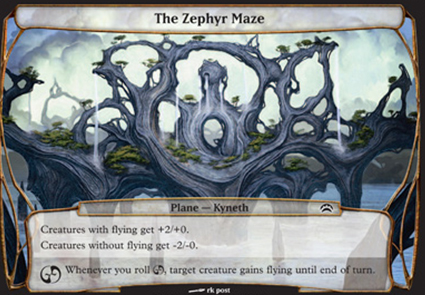 The Zephyr Maze
Plane — Kyneth
Creatures with flying get +2/+0.
Creatures without flying get -2/-0.
Whenever you roll , target creature gains flying until end of turn.
rk post